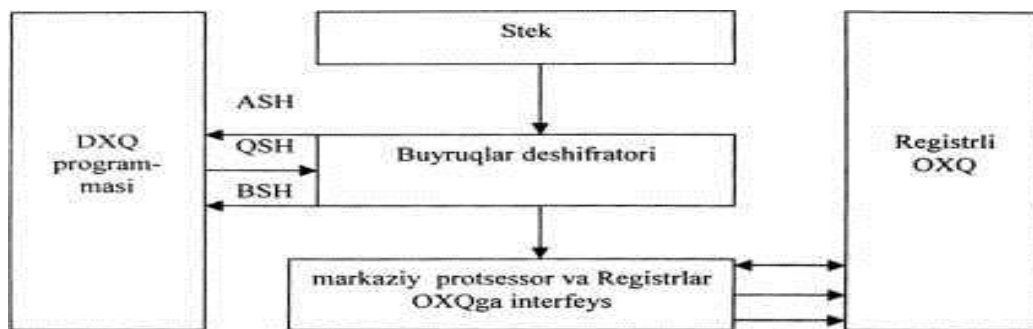 Stek
ASH
DXQ
program-
masi
QSH
BSH
Buyruqlar deshifratori
Registrli
OXQ
markaziy protsessor va Registrlar
OXQga interfeys